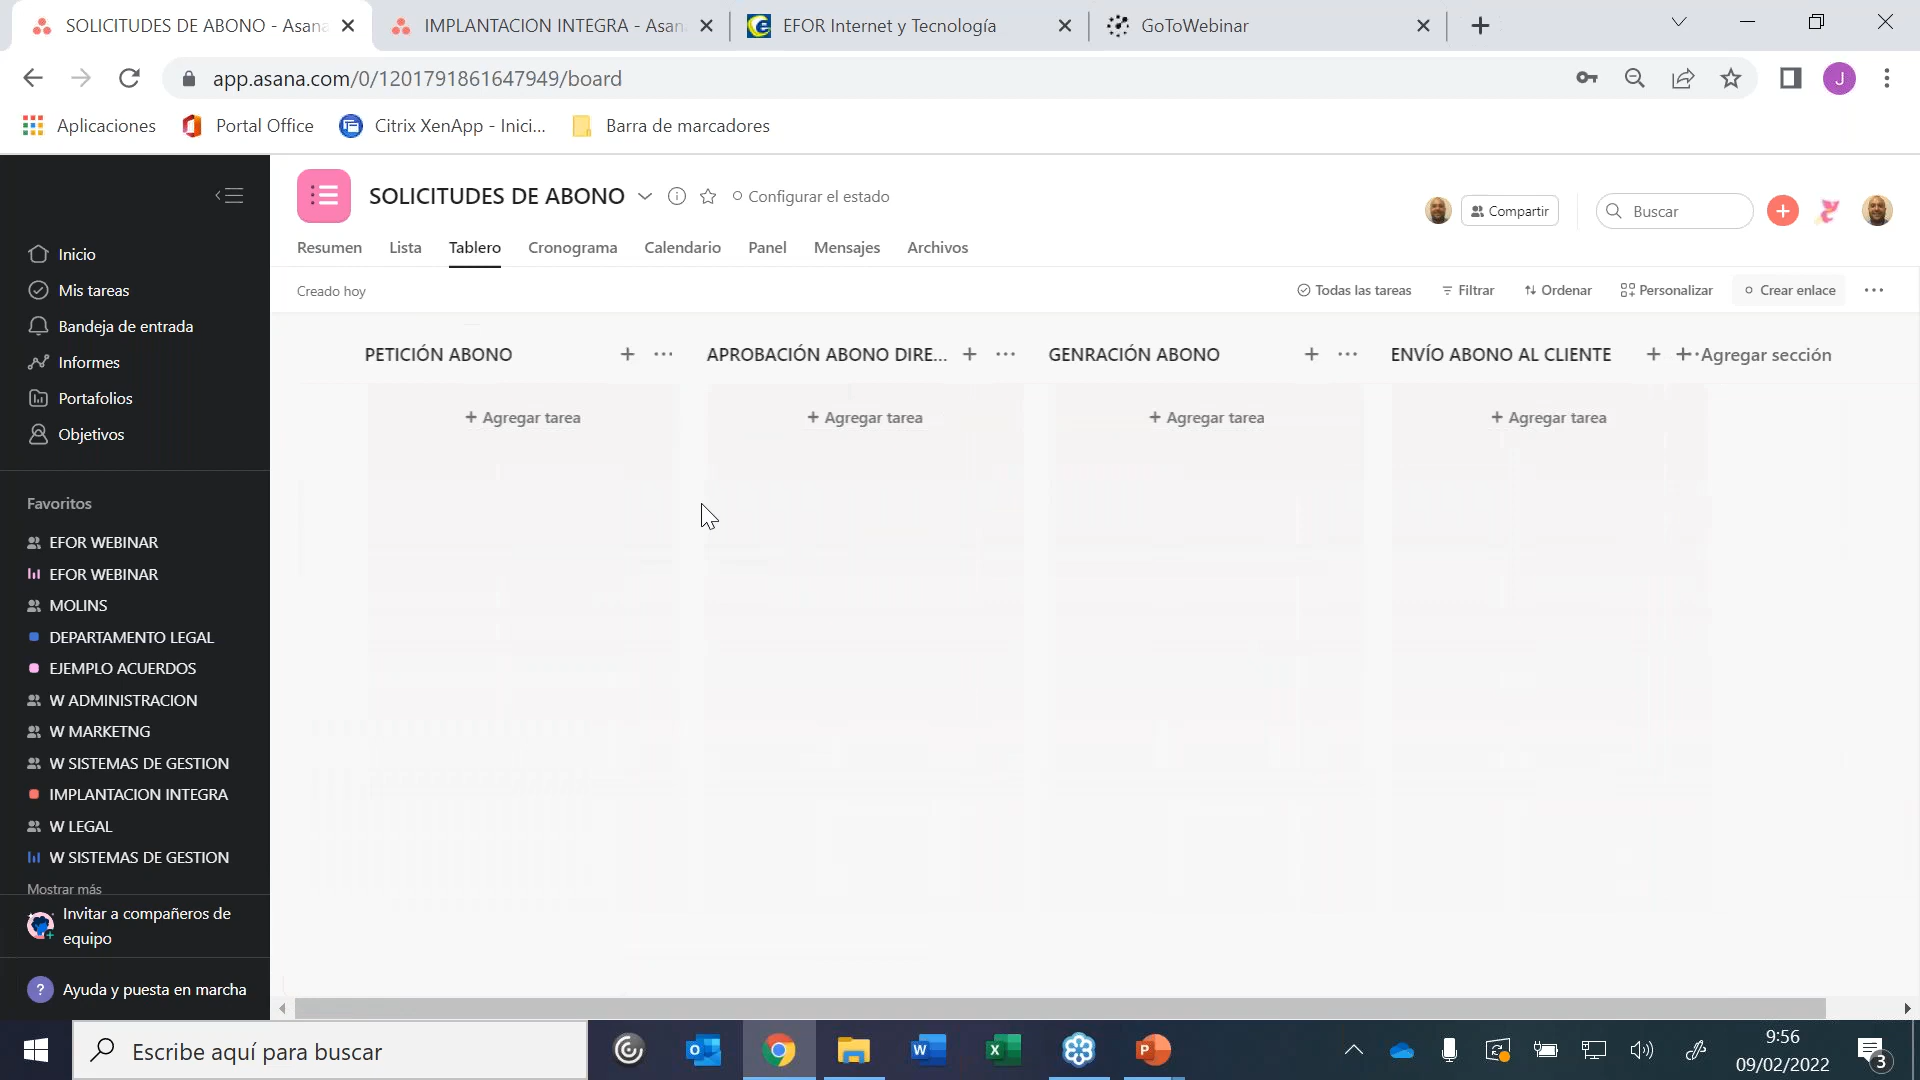 SOLICITUDES DE ABONO - Asana
IMPLANTACION INTEGRA - Asan
EFOR Internet y Tecnología
GoToWebinar
app.asana.com/0/1201791861647949/board
J
Aplicaciones
Portal Office
Citrix XenApp - Inici...
Barra de marcadores
SOLICITUDES DE ABONO
Configurar el estado
Compartir
Buscar
Resumen
Lista
Tablero
Cronograma
Calendario
Panel
Mensajes
Archivos
Creado hoy
Todas las tareas
Filtrar
Ordenar
Personalizar
Crear enlace
Inicio
Mis tareas
Bandeja de entrada
Informes
Portafolios
Objetivos
Favoritos
EFOR WEBINAR
EFOR WEBINAR
MOLINS
DEPARTAMENTO LEGAL
EJEMPLO ACUERDOS
W ADMINISTRACION
W MARKETNG
W SISTEMAS DE GESTION
IMPLANTACION INTEGRA
W LEGAL
W SISTEMAS DE GESTION
Mostrar más
Invitar a compañeros de
equipo
? Ayuda y puesta en marcha
PETICIÓN ABONO
APROBACIÓN ABONO DIRE...
GENRACIÓN ABONO
ENVÍO ABONO AL CLIENTE
+ Agregar sección
+ Agregar tarea
+ Agregar tarea
+ Agregar tarea
+ Agregar tarea
Escribe aquí para buscar
9:56
09/02/2022
3